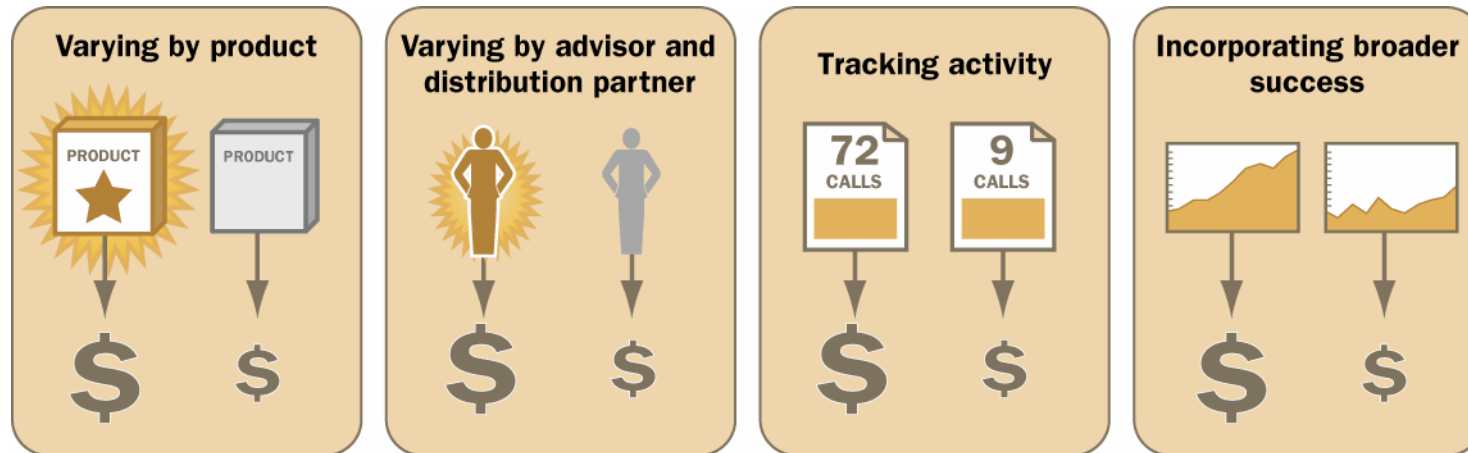 Varying by product
PRODUCT
PRODUCT
$
$
Varying by advisor and
distribution partner
$
$
Tracking activity
72
CALLS
9
CALLS
$
$
Incorporating broader
success
$
$